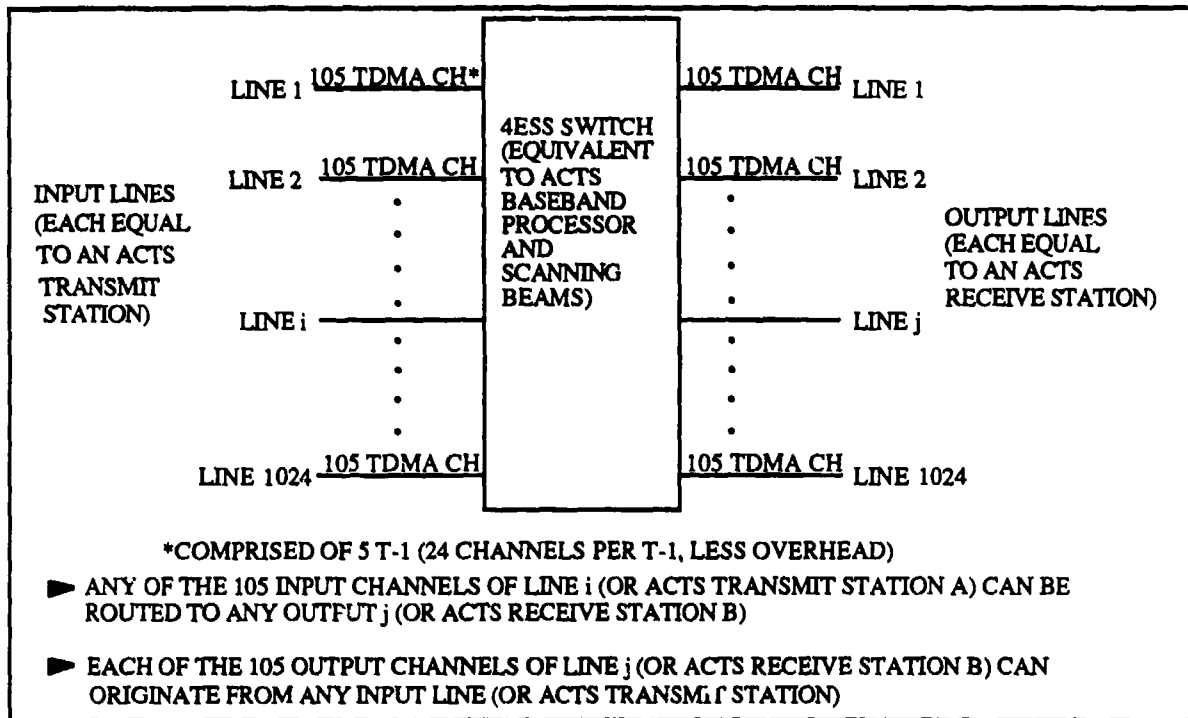 LINE 1 105 TDMA CH*
LINE 2 105 TDMA CH
INPUT LINES
(EACH EQUAL
TO AN ACTS
TRANSMIT
STATION)
LINE i
LINE 1024 105 TDMA CH
4ESS SWITCH
(EQUIVALENT
TO ACTS
BASEBAND
PROCESSOR
AND
SCANNING
BEAMS)
105 TDMA CH LINE 1
105 TDMA CH LINE 2
OUTPUT LINES
(EACH EQUAL
TO AN ACTS
RECEIVE STATION)
LINE j
105 TDMA CH LINE 1024
*COMPRISED OF 5 T-1 (24 CHANNELS PER T-1, LESS OVERHEAD)
ANY OF THE 105 INPUT CHANNELS OF LINE i (OR ACTS TRANSMIT STATION A) CAN BE
ROUTED TO ANY OUTPUT j (OR ACTS RECEIVE STATION B)
EACH OF THE 105 OUTPUT CHANNELS OF LINE j (OR ACTS RECEIVE STATION B) CAN
ORIGINATE FROM ANY INPUT LINE (OR ACTS TRANSMIT STATION)